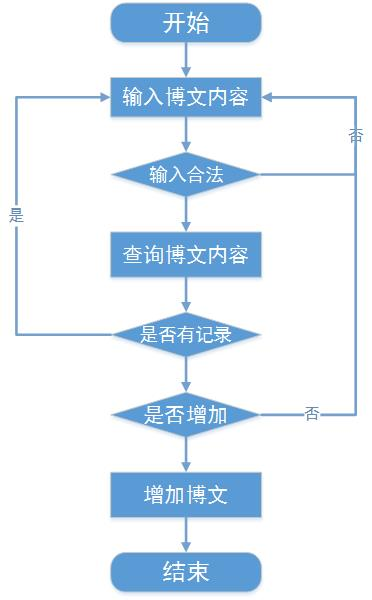 开始
输入博文内容
否
输入合法
是
查询博文内容
是否有记录
是否增加
否
增加博文
结束